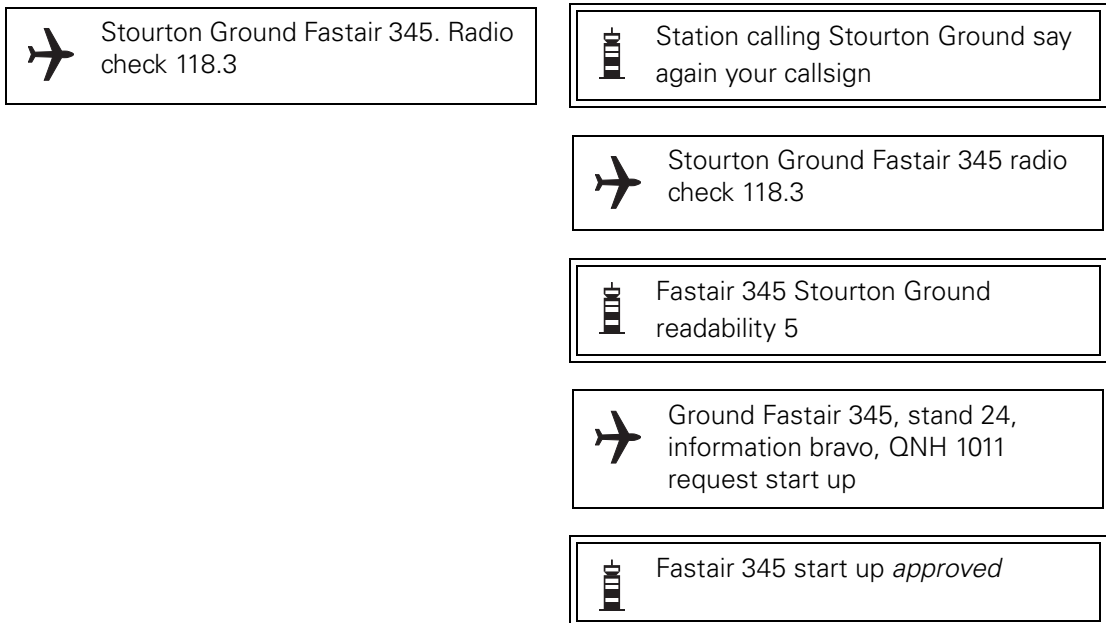 Stourton Ground Fastair 345. Radio
check 118.3
Station calling Stourton Ground say
again your callsign
Stourton Ground Fastair 345 radio
check 118.3
Fastair 345 Stourton Ground
readability 5
Ground Fastair 345, stand 24,
information bravo, QNH 1011
request start up
Fastair 345 start up approved